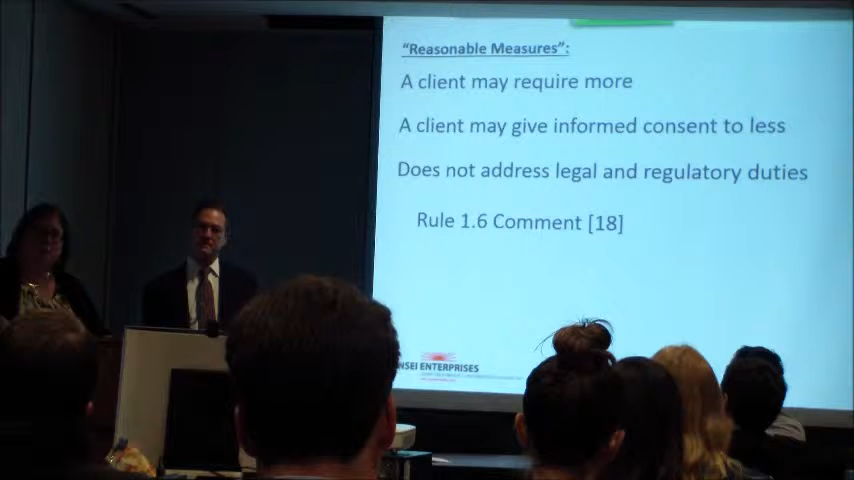 "Reasonable Measures":
A client may require more
A client may give informed consent to less
Does not address legal and regulatory duties
Rule 1.6 Comment [18]
NSEI ENTERPRISES